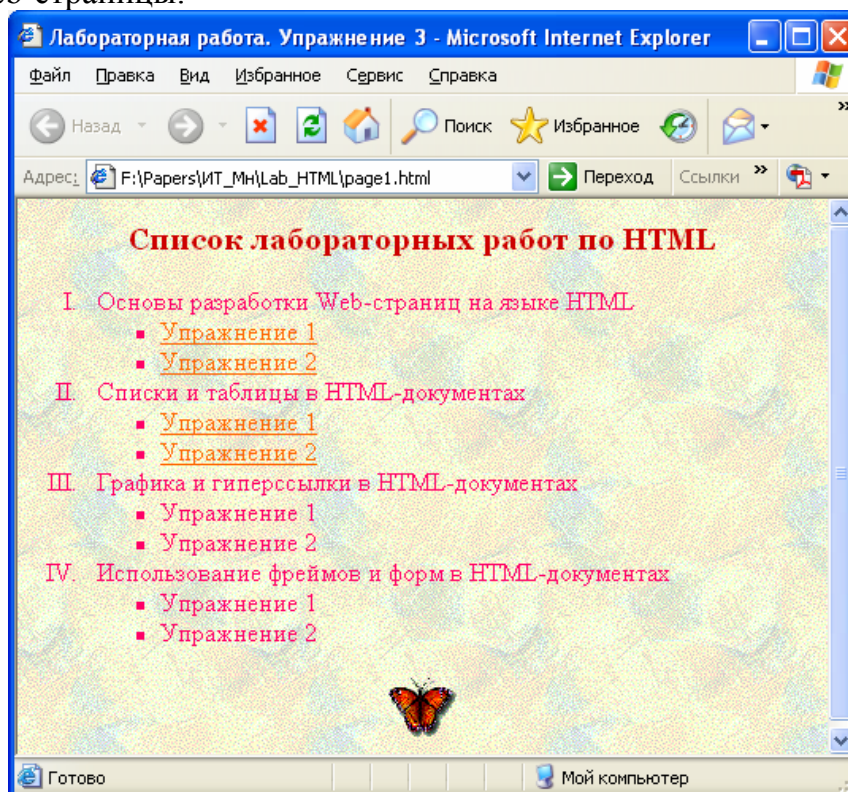 страницы.
Лабораторная работа. Упражнение 3 - Microsoft Internet Explorer
Файл Правка Вид Избранное Сервис Справка
Назад Поиск Избранное »
Адрес: F:\Papers\ИТ_Мн\Lab_HTML\page1.html Переход Ссылки »
Список лабораторных работ по HTML
I. Основы разработки Web-страниц на языке HTML
Упражнение 1
Упражнение 2
II. Списки и таблицы в HTML-документах
Упражнение 1
Упражнение 2
III. Графика и гиперссылки в HTML-документах
Упражнение 1
Упражнение 2
IV. Использование фреймов и форм в HTML-документах
Упражнение 1
Упражнение 2
Готово Мой компьютер